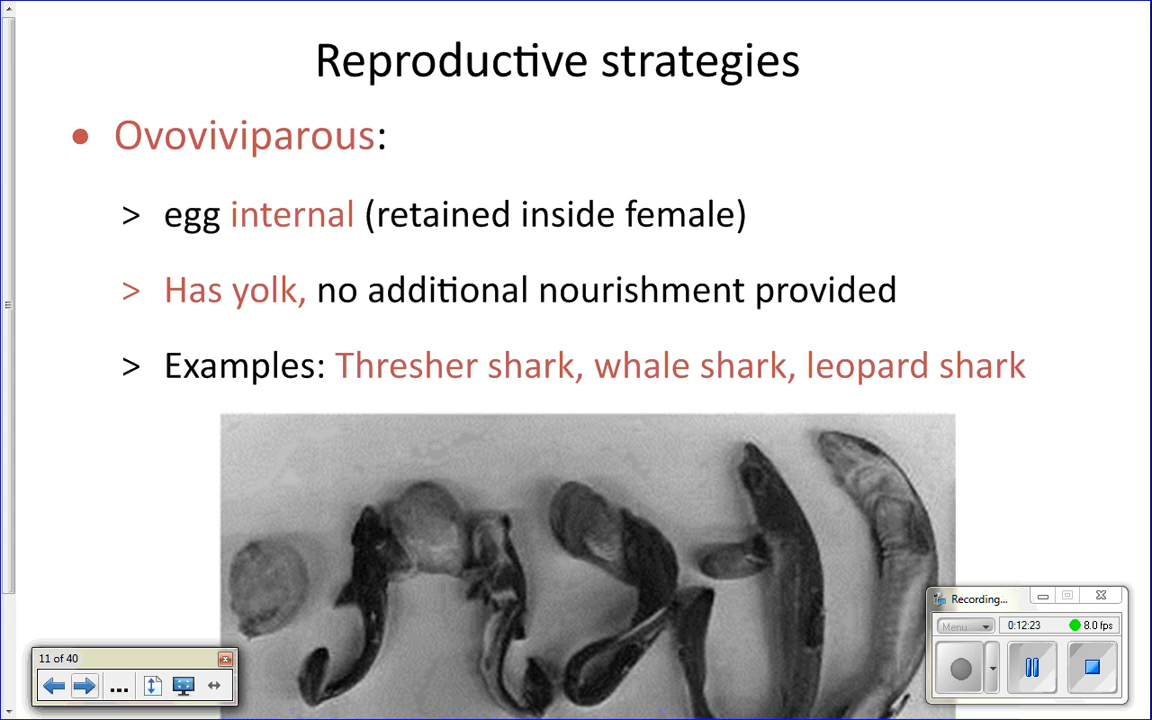 Reproductive strategies
• Ovoviviparous:
> egg internal (retained inside female)
> Has yolk, no additional nourishment provided
> Examples: Thresher shark, whale shark, leopard shark
Recording...
Menu
0:12:23
8.0 fps
11 of 40
...